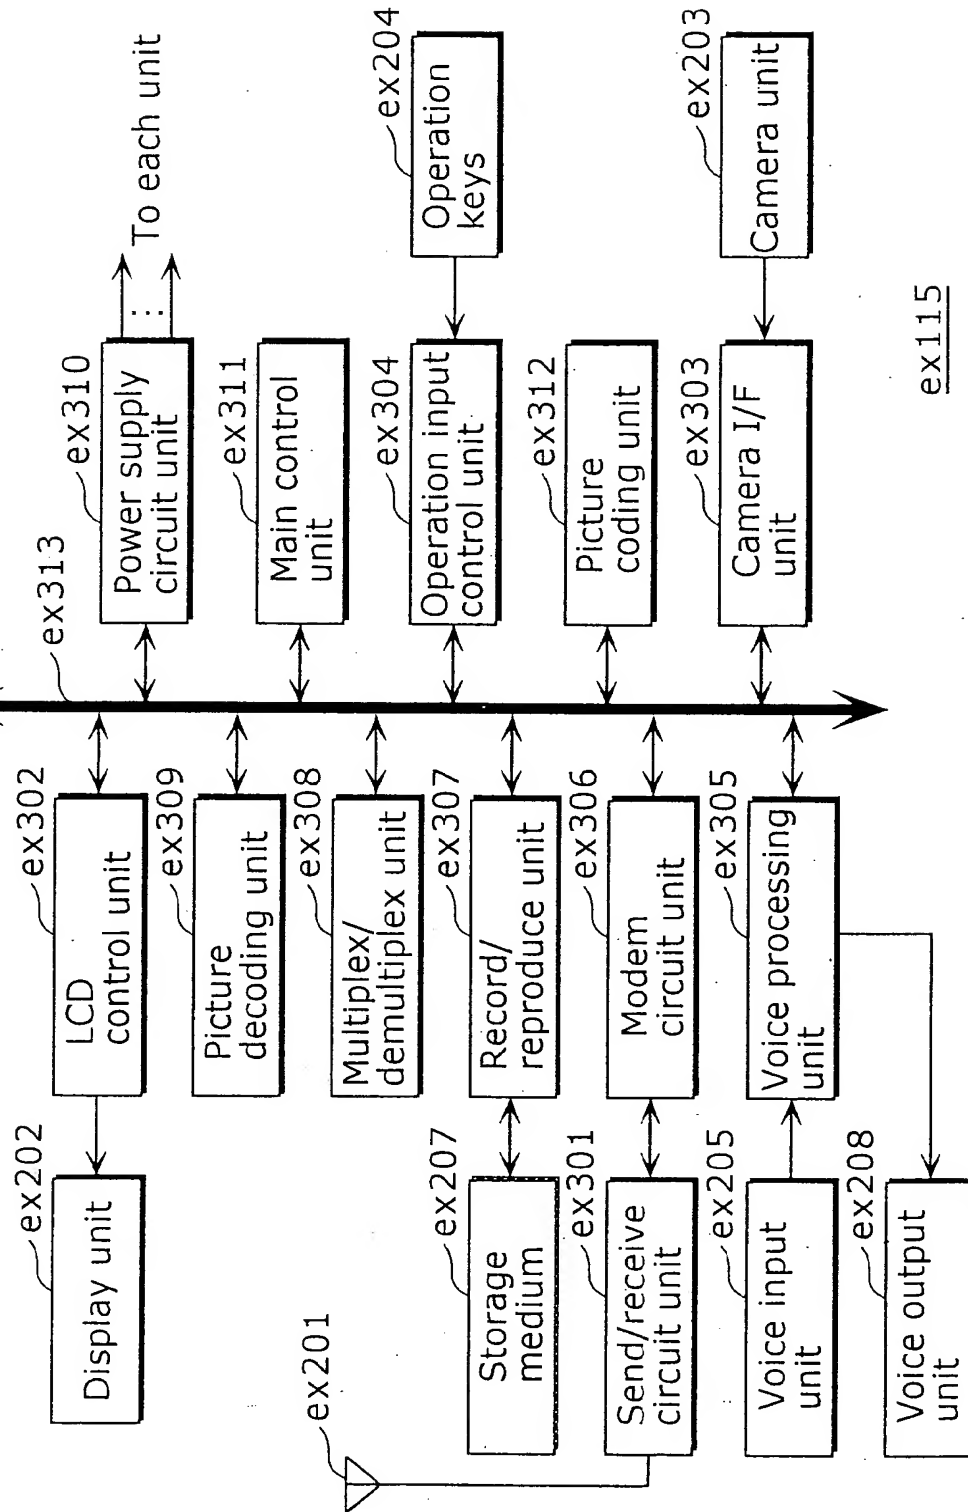 ex202
Display unit
ex302
LCD
control unit
ex309
Picture
decoding unit
ex308
Multiplex/
demultiplex unit
ex207
Storage
medium
ex307
Record/
reproduce unit
ex201
ex301
Send/receive
circuit unit
ex306
Modem
circuit unit
ex205
Voice input
unit
ex305
Voice processing
unit
ex208
Voice output
unit
ex313
ex310
Power supply
circuit unit
To each unit
...
ex311
Main control
unit
ex304
Operation input
control unit
ex204
Operation
keys
ex312
Picture
coding unit
ex303
Camera I/F
unit
ex203
Camera unit
ex115